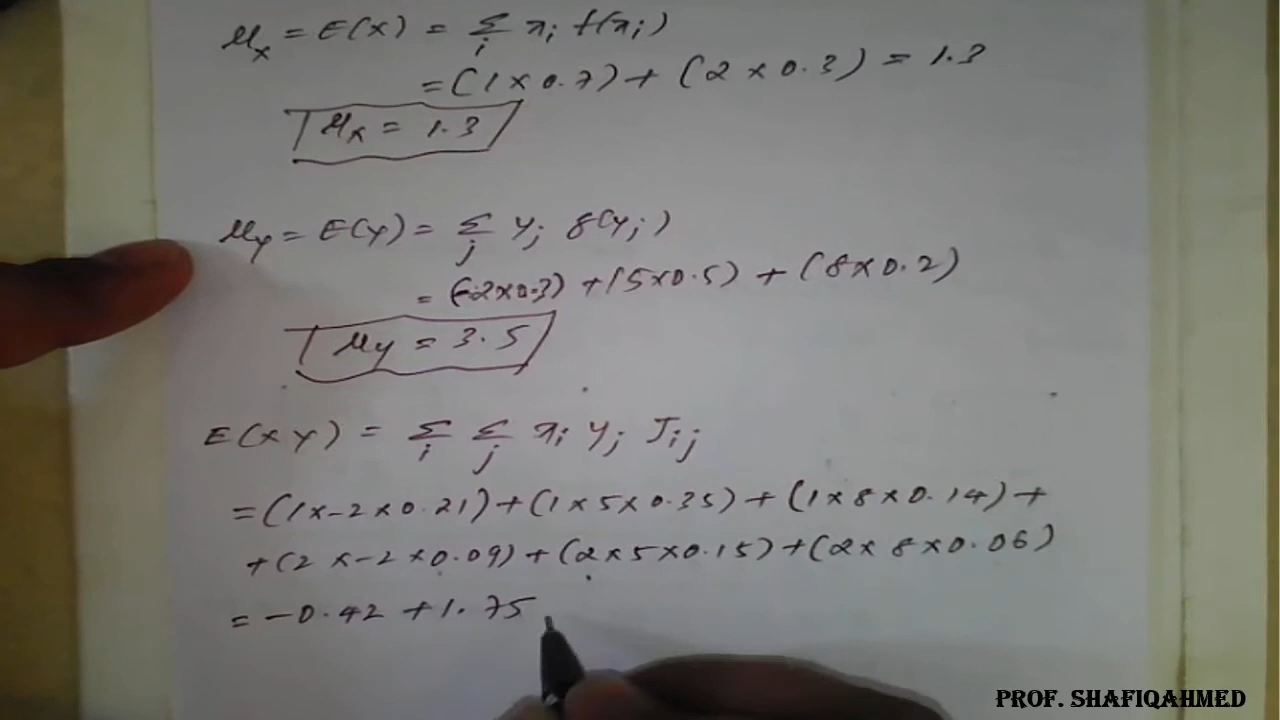 μx = E(X) = Σi xi f(xi)
= (1 × 0.7) + (2 × 0.3) = 1.3
μx = 1.3
μy = E(Y) = Σj yj g(yj)
= (-2×0.3) + (5×0.5) + (8×0.2)
μy = 3.5
E(XY) = Σi Σj xi yj Jij
= (1×-2×0.21) + (1×5×0.35) + (1×8×0.14) +
+ (2×-2×0.09) + (2×5×0.15) + (2×8×0.06)
= -0.42 + 1.75
PROF. SHAFIQAHMED